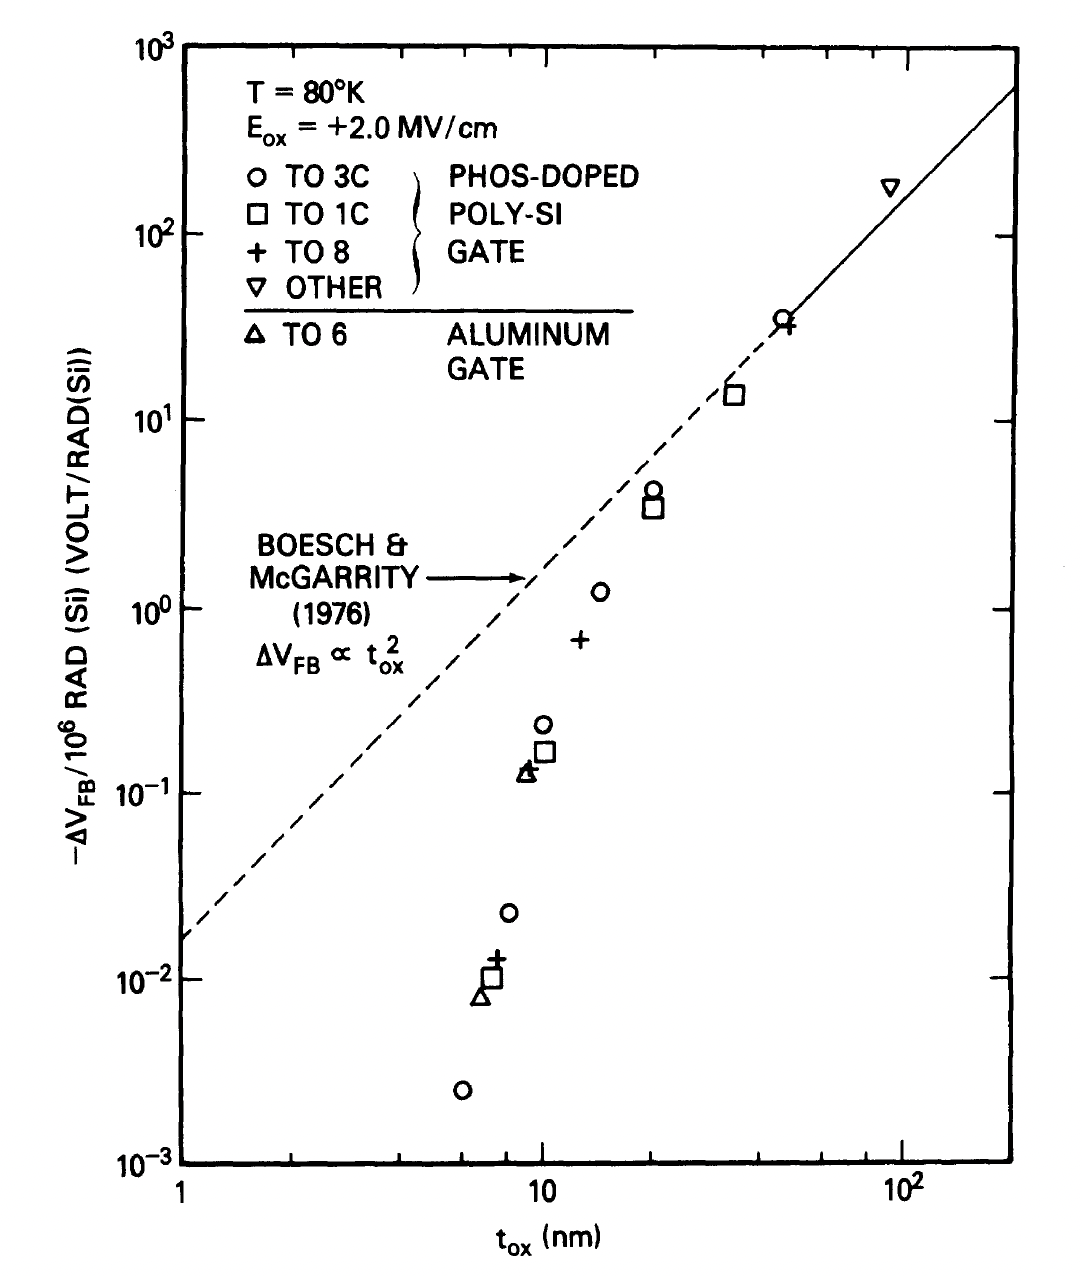 10³
T = 80°K
E_ox = +2.0 MV/cm
○ TO 3C
□ TO 1C
+ TO 8
▽ OTHER
PHOS-DOPED
POLY-SI
GATE
△ TO 6
ALUMINUM
GATE
10²
10¹
10⁰
10⁻¹
10⁻²
10⁻³
−ΔV_FB/10⁶ RAD (Si) (VOLT/RAD(Si))
BOESCH &
McGARRITY
(1976)
ΔV_FB ∝ t_ox²
1
10
10²
t_ox (nm)